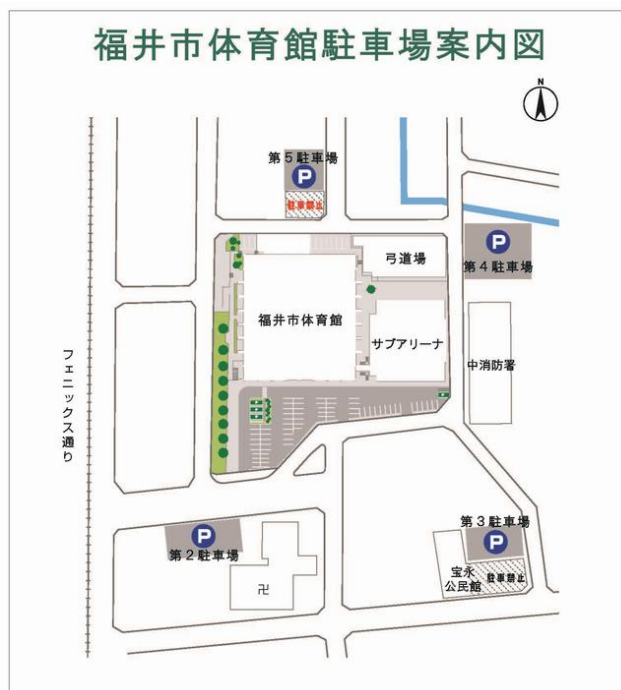 福井市体育館駐車場案内図
N
第5駐車場
P
駐車禁止
弓道場
P
第4駐車場
福井市体育館
サブアリーナ
中消防署
フェニックス通り
P
第2駐車場
卍
第3駐車場
P
宝永
公民館
駐車禁止